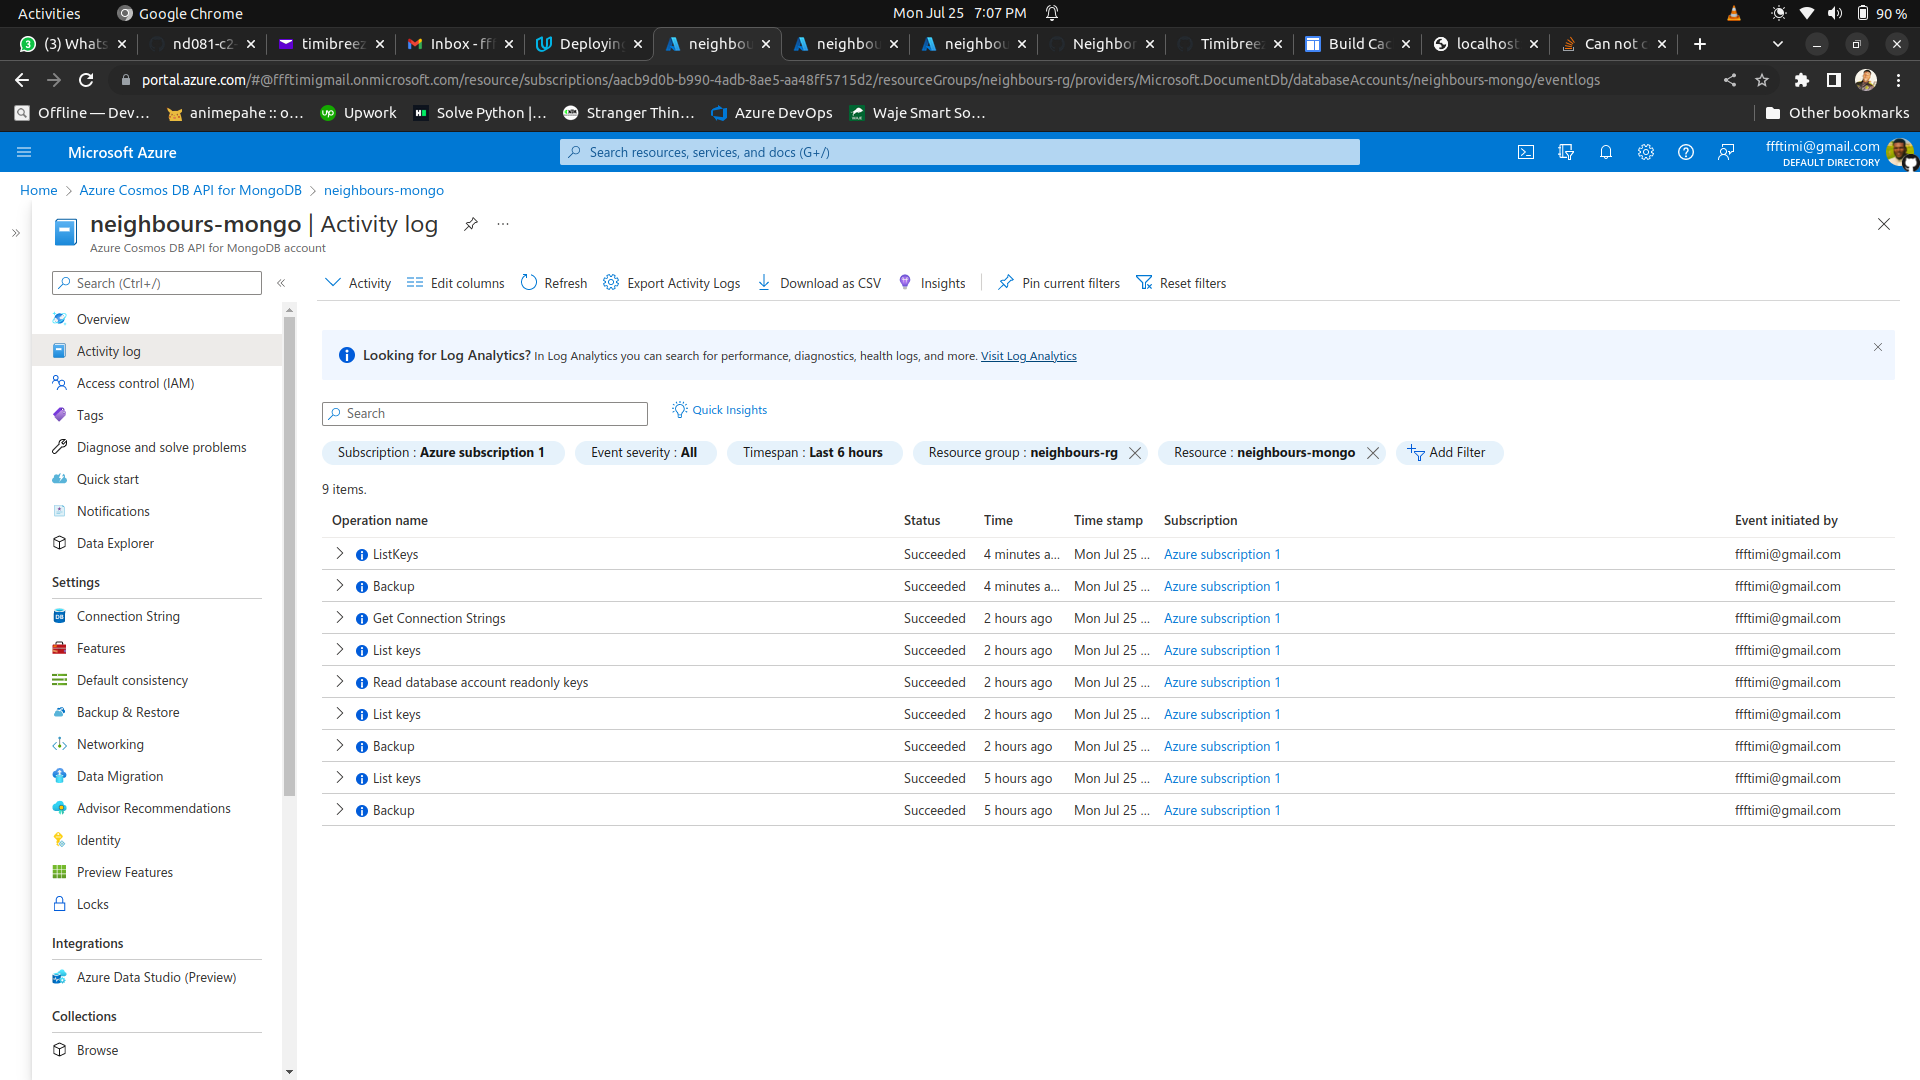 Activities Google Chrome Mon Jul 25 7:07 PM 90 %
(3) Whats nd081-c2- timibreez Inbox - fff Deploying neighbou neighbou neighbou Neighbor Timibreez Build Cac localhost Can not c
portal.azure.com/#@ffftimigmail.onmicrosoft.com/resource/subscriptions/aacb9d0b-b990-4adb-8ae5-aa48ff5715d2/resourceGroups/neighbours-rg/providers/Microsoft.DocumentDb/databaseAccounts/neighbours-mongo/eventlogs
Offline — Dev… animepahe :: o… Upwork Solve Python |… Stranger Thin… Azure DevOps Waje Smart So… Other bookmarks
Microsoft Azure Search resources, services, and docs (G+/) ffftimi@gmail.com
DEFAULT DIRECTORY
Home > Azure Cosmos DB API for MongoDB > neighbours-mongo
neighbours-mongo | Activity log
Azure Cosmos DB API for MongoDB account
Search (Ctrl+/)
Overview
Activity log
Access control (IAM)
Tags
Diagnose and solve problems
Quick start
Notifications
Data Explorer
Settings
Connection String
Features
Default consistency
Backup & Restore
Networking
Data Migration
Advisor Recommendations
Identity
Preview Features
Locks
Integrations
Azure Data Studio (Preview)
Collections
Browse
Activity Edit columns Refresh Export Activity Logs Download as CSV Insights Pin current filters Reset filters
Looking for Log Analytics? In Log Analytics you can search for performance, diagnostics, health logs, and more. Visit Log Analytics
Search Quick Insights
Subscription : Azure subscription 1 Event severity : All Timespan : Last 6 hours Resource group : neighbours-rg Resource : neighbours-mongo Add Filter
9 items.
Operation name Status Time Time stamp Subscription Event initiated by
ListKeys Succeeded 4 minutes a... Mon Jul 25 ... Azure subscription 1 ffftimi@gmail.com
Backup Succeeded 4 minutes a... Mon Jul 25 ... Azure subscription 1 ffftimi@gmail.com
Get Connection Strings Succeeded 2 hours ago Mon Jul 25 ... Azure subscription 1 ffftimi@gmail.com
List keys Succeeded 2 hours ago Mon Jul 25 ... Azure subscription 1 ffftimi@gmail.com
Read database account readonly keys Succeeded 2 hours ago Mon Jul 25 ... Azure subscription 1 ffftimi@gmail.com
List keys Succeeded 2 hours ago Mon Jul 25 ... Azure subscription 1 ffftimi@gmail.com
Backup Succeeded 2 hours ago Mon Jul 25 ... Azure subscription 1 ffftimi@gmail.com
List keys Succeeded 5 hours ago Mon Jul 25 ... Azure subscription 1 ffftimi@gmail.com
Backup Succeeded 5 hours ago Mon Jul 25 ... Azure subscription 1 ffftimi@gmail.com